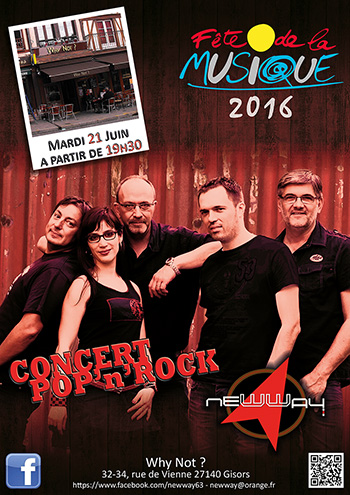 Why Not ?
Fête de la
MUSIQUE
2016
MARDI 21 JUIN
A PARTIR DE 19H30
CONCERT
POP'n'ROCK
newway
f
Why Not ?
32-34, rue de Vienne 27140 Gisors
https://www.facebook.com/newway63 - newway@orange.fr